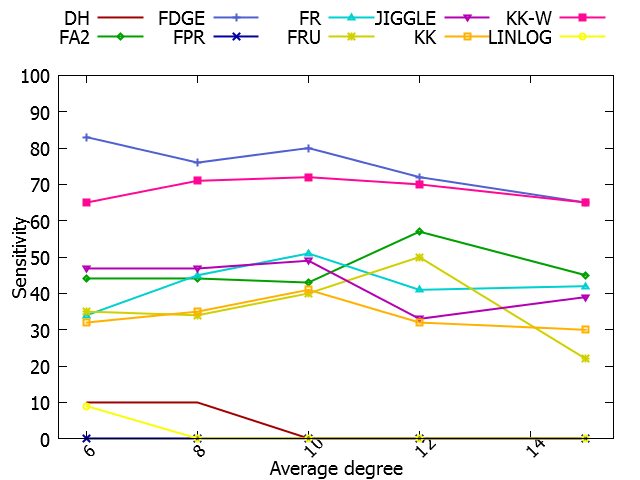 DH FDGE FR JIGGLE KK-W
FA2 FPR FRU KK LINLOG
100
90
80
70
60
50
40
30
20
10
0
Sensitivity
6 8 10 12 14
Average degree